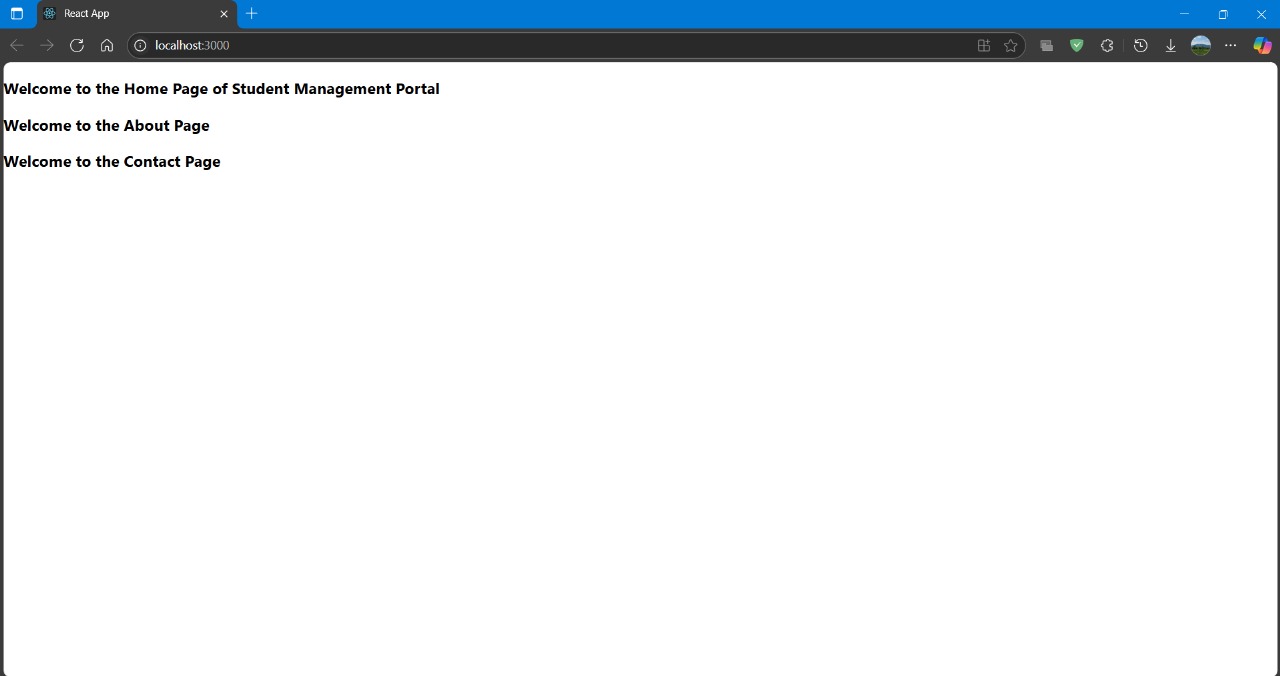 React App
localhost:3000
Welcome to the Home Page of Student Management Portal
Welcome to the About Page
Welcome to the Contact Page